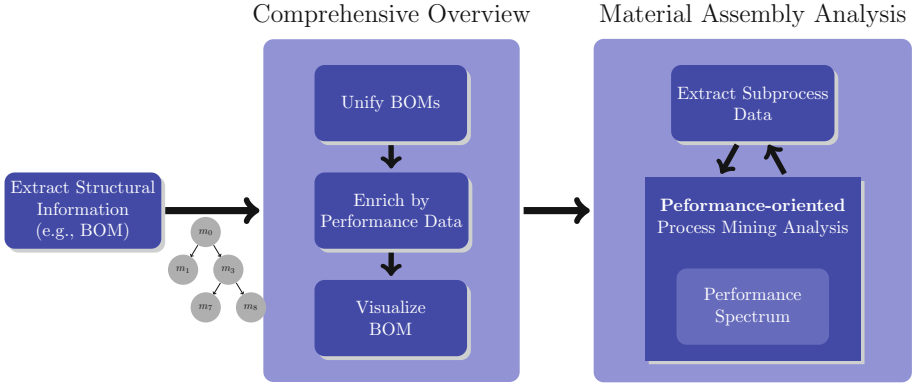 Comprehensive Overview
Material Assembly Analysis
Extract Structural
Information
(e.g., BOM)
m0
m1
m3
m7
m8
Unify BOMs
Enrich by
Performance Data
Visualize
BOM
Extract Subprocess
Data
Peformance-oriented
Process Mining Analysis
Performance
Spectrum